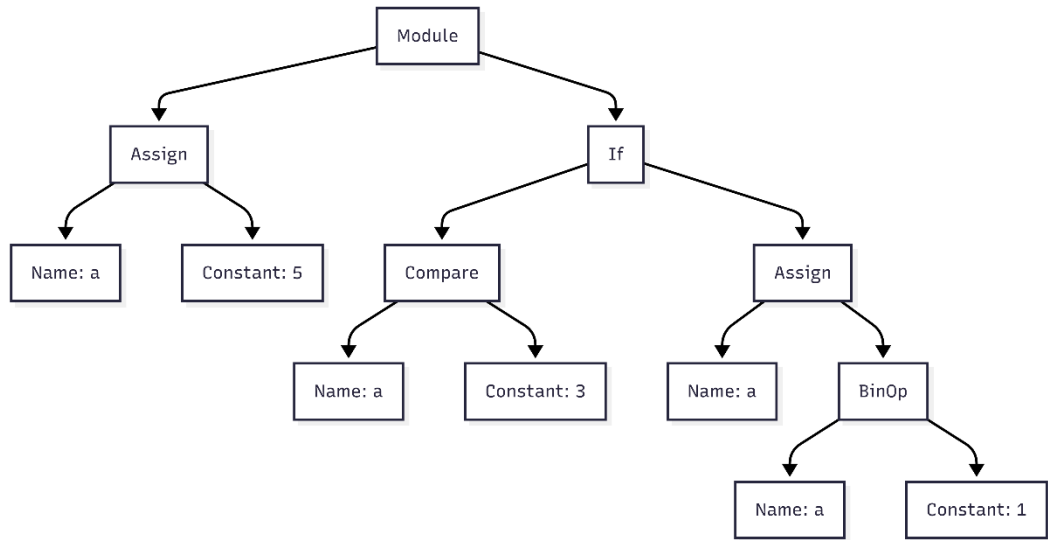 Module
Assign
If
Name: a
Constant: 5
Compare
Assign
Name: a
Constant: 3
Name: a
BinOp
Name: a
Constant: 1